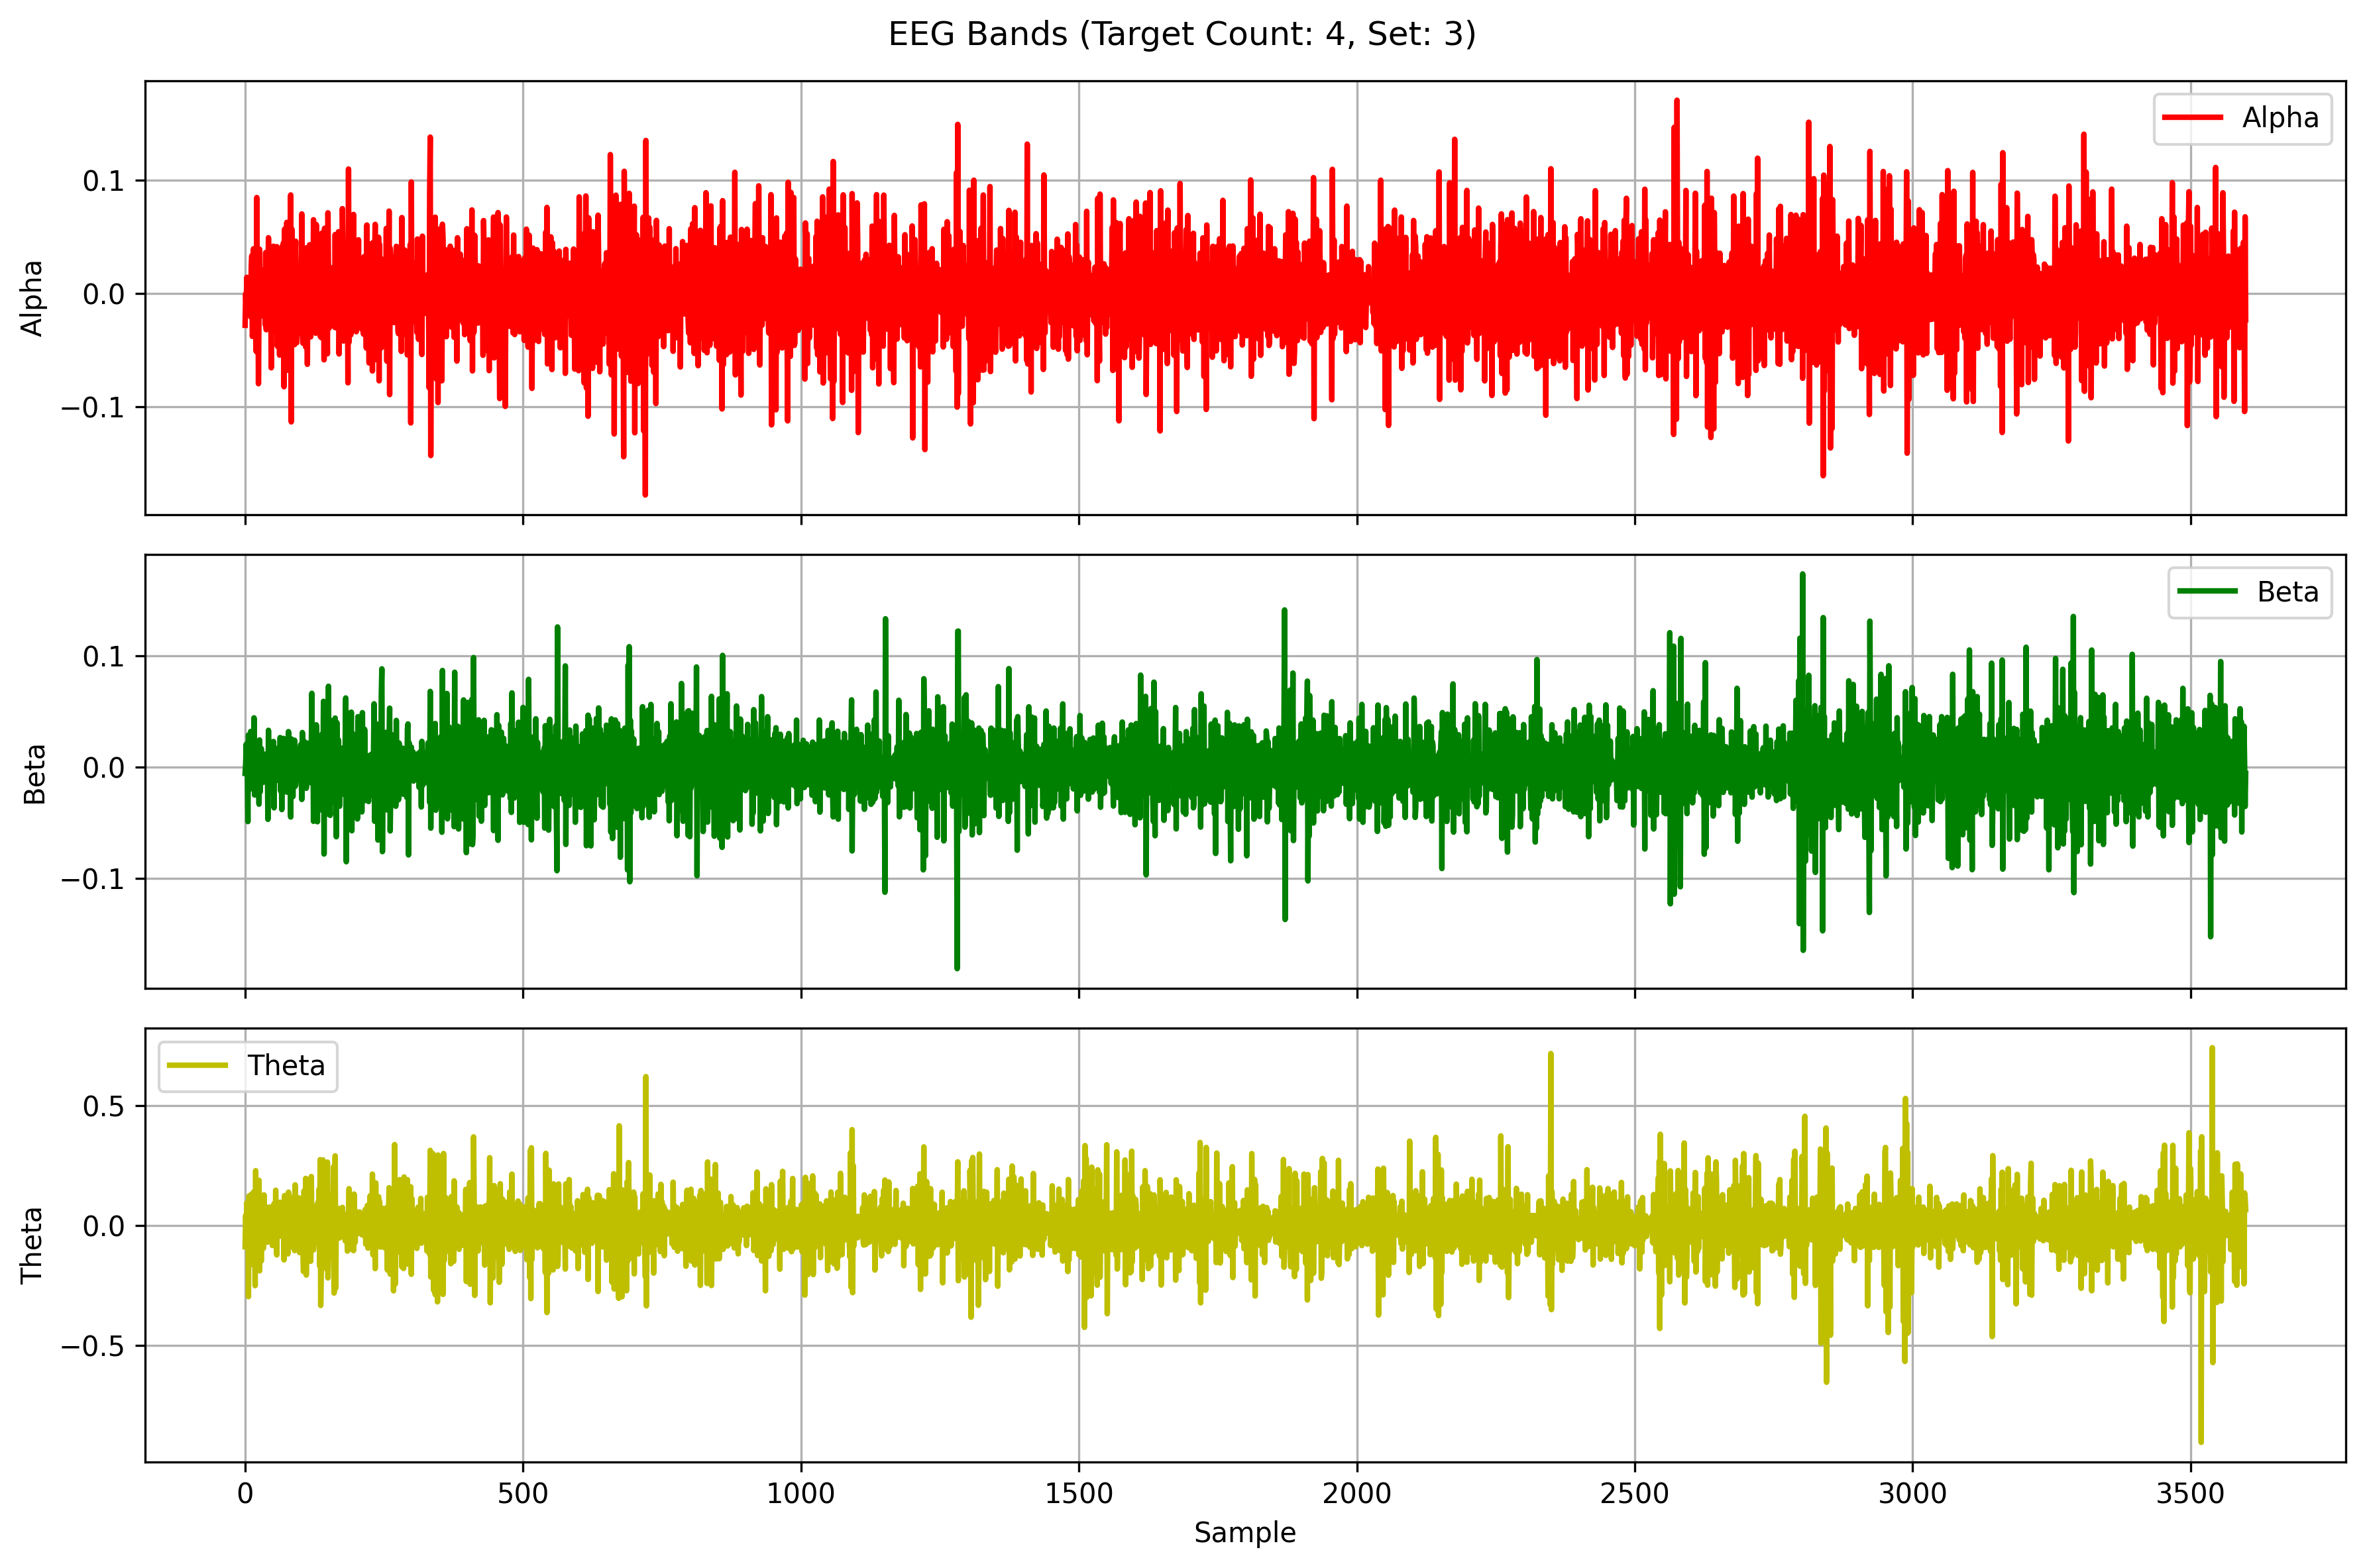 EEG Bands (Target Count: 4, Set: 3)
Alpha
0.1
0.0
−0.1
Alpha
Beta
0.1
0.0
−0.1
Beta
Theta
0.5
0.0
−0.5
Theta
0 500 1000 1500 2000 2500 3000 3500
Sample